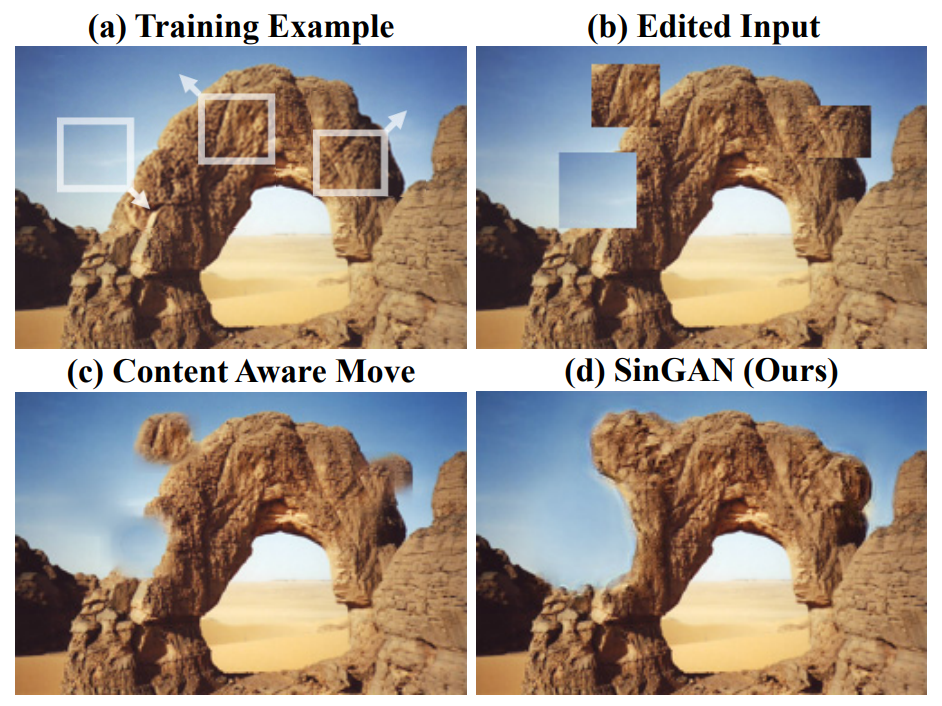 (a) Training Example
(b) Edited Input
(c) Content Aware Move
(d) SinGAN (Ours)